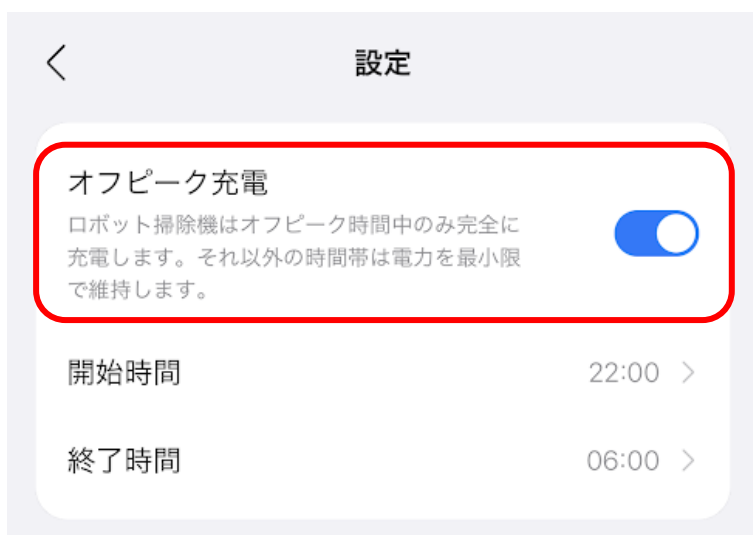 設定
オフピーク充電
ロボット掃除機はオフピーク時間中のみ完全に
充電します。それ以外の時間帯は電力を最小限
で維持します。
開始時間 22:00
終了時間 06:00